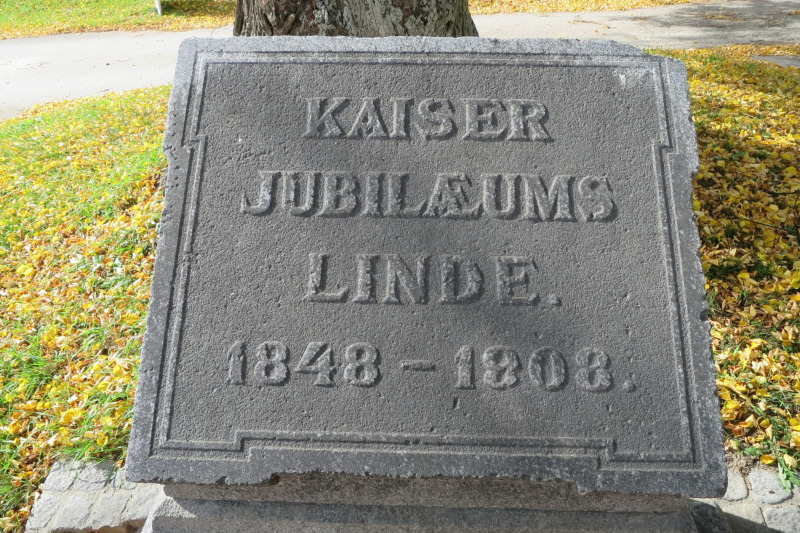 KAISER
JUBILÆUMS
LINDE.
1848 – 1908.